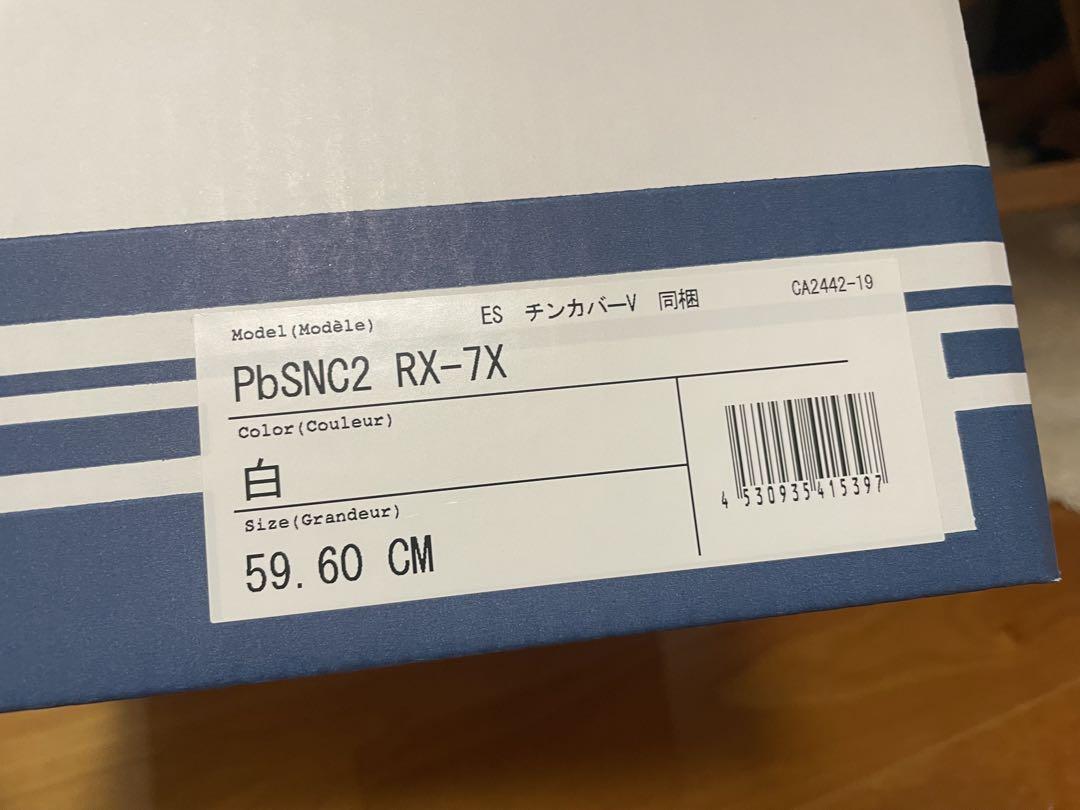 Model(Modèle) ES チンカバーV 同梱 CA2442-19
PbSNC2 RX-7X
Color(Couleur)
白
Size(Grandeur)
59.60 CM
4 530935 415397